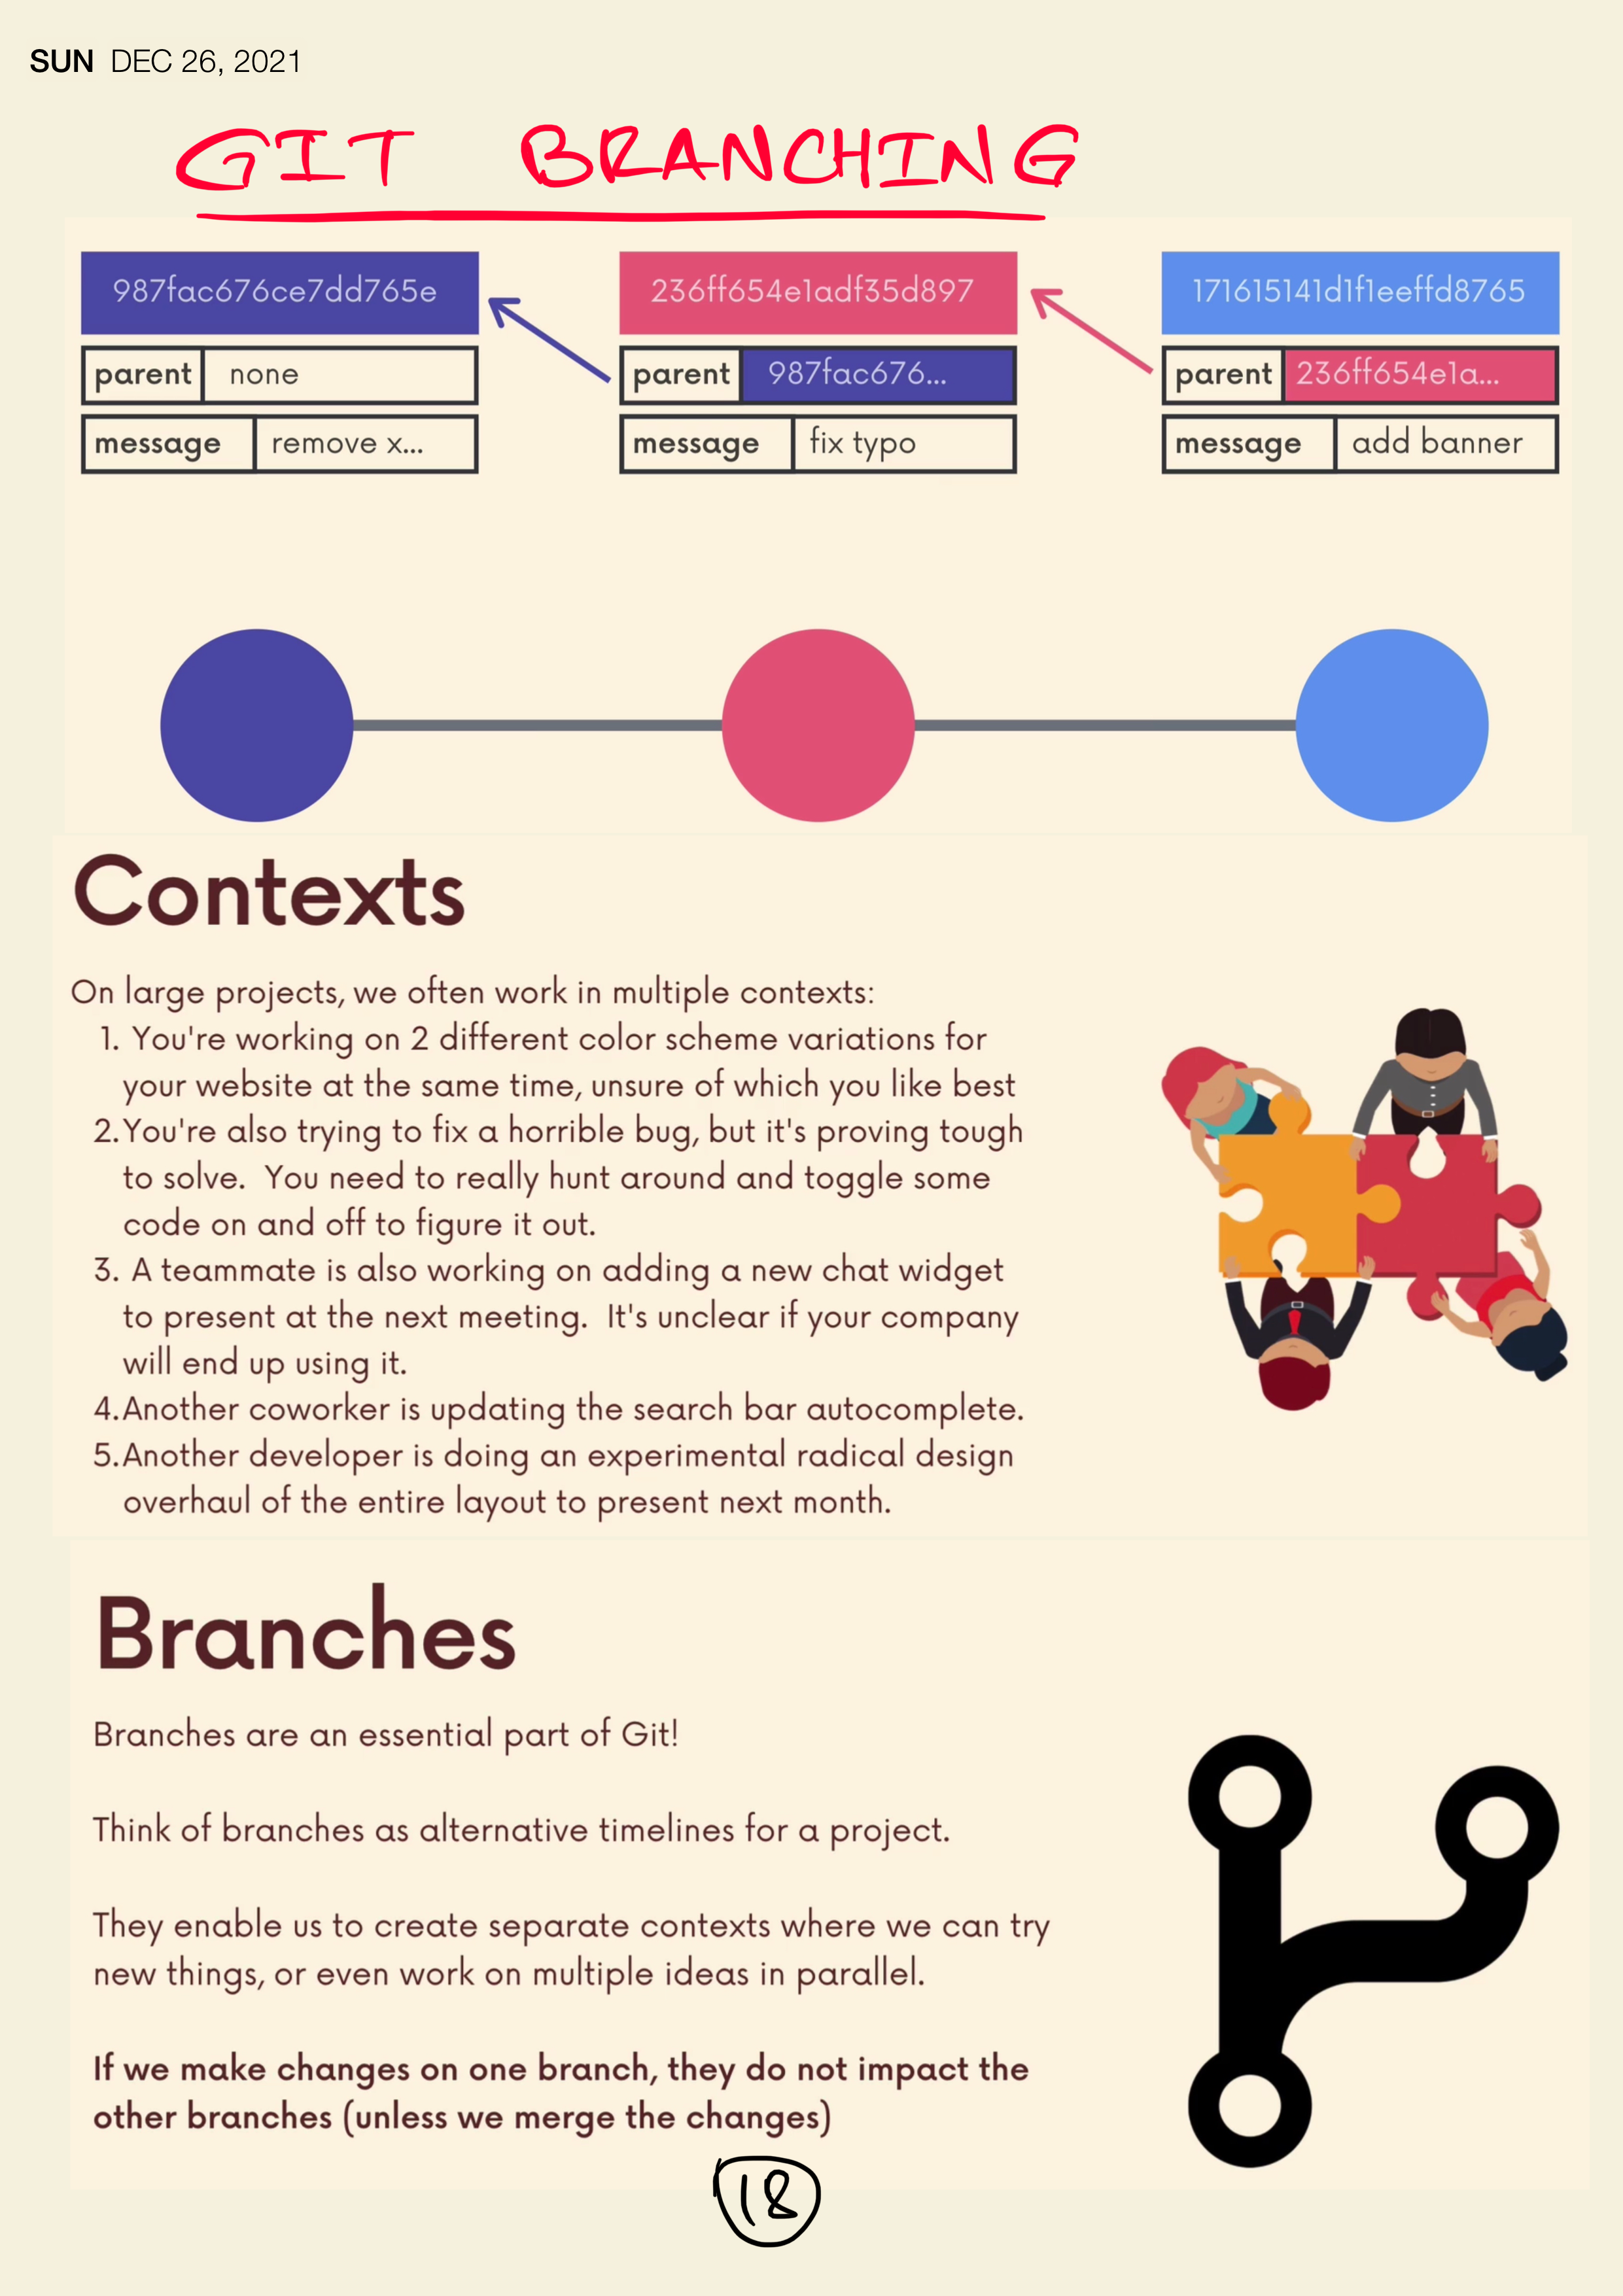 SUN DEC 26, 2021
GIT BRANCHING
987fac676ce7dd765e
236ff654e1adf35d897
171615141d1f1eeffd8765
parent none
parent 987fac676...
parent 236ff654e1a...
message remove x...
message fix typo
message add banner
Contexts
On large projects, we often work in multiple contexts:
1. You're working on 2 different color scheme variations for
your website at the same time, unsure of which you like best
2. You're also trying to fix a horrible bug, but it's proving tough
to solve. You need to really hunt around and toggle some
code on and off to figure it out.
3. A teammate is also working on adding a new chat widget
to present at the next meeting. It's unclear if your company
will end up using it.
4. Another coworker is updating the search bar autocomplete.
5. Another developer is doing an experimental radical design
overhaul of the entire layout to present next month.
Branches
Branches are an essential part of Git!
Think of branches as alternative timelines for a project.
They enable us to create separate contexts where we can try
new things, or even work on multiple ideas in parallel.
If we make changes on one branch, they do not impact the
other branches (unless we merge the changes)
18